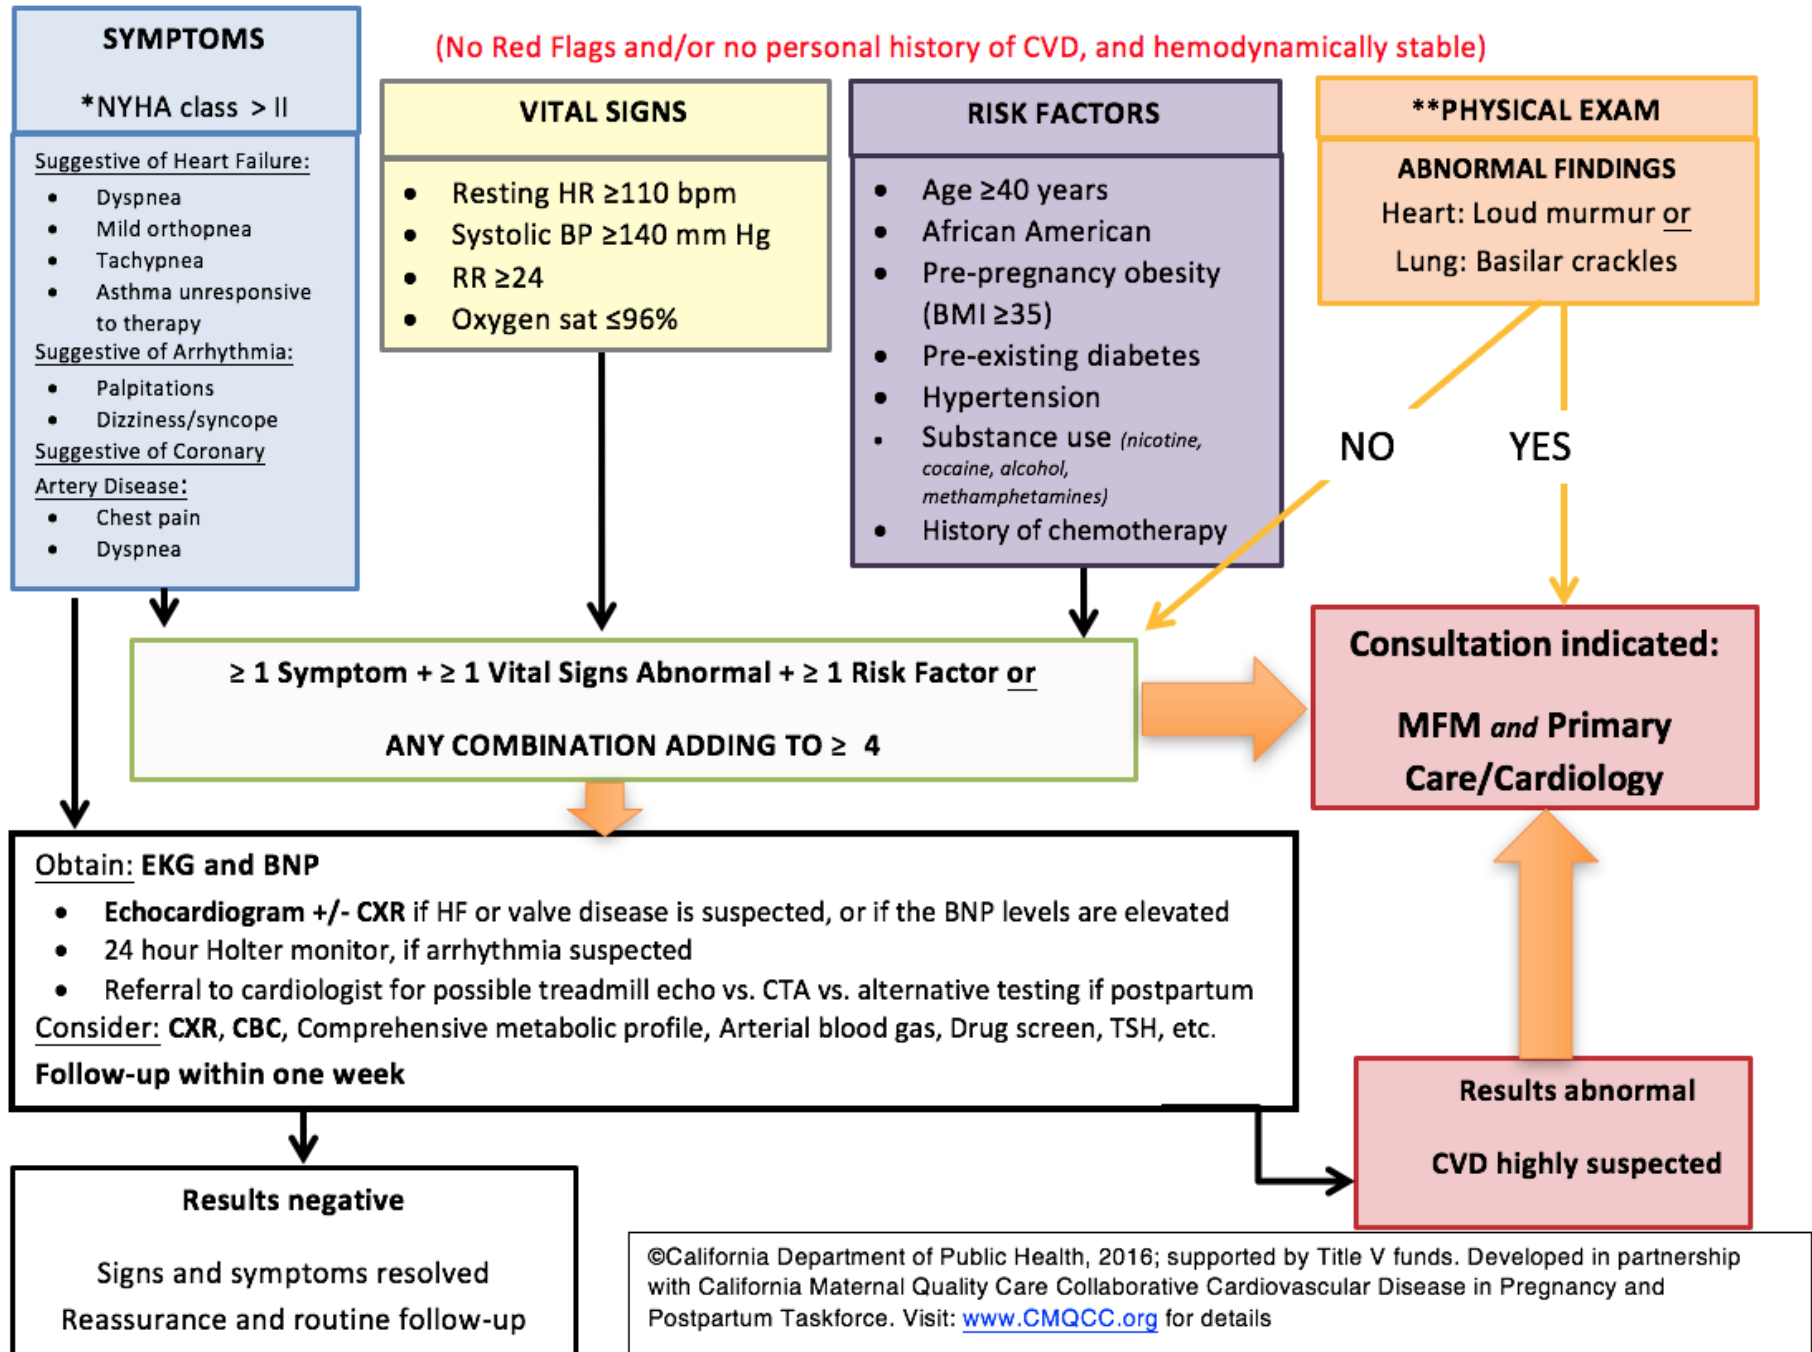 SYMPTOMS
*NYHA class > II
Suggestive of Heart Failure:
• Dyspnea
• Mild orthopnea
• Tachypnea
• Asthma unresponsive
to therapy
Suggestive of Arrhythmia:
• Palpitations
• Dizziness/syncope
Suggestive of Coronary
Artery Disease:
• Chest pain
• Dyspnea
(No Red Flags and/or no personal history of CVD, and hemodynamically stable)
VITAL SIGNS
• Resting HR ≥110 bpm
• Systolic BP ≥140 mm Hg
• RR ≥24
• Oxygen sat ≤96%
RISK FACTORS
• Age ≥40 years
• African American
• Pre-pregnancy obesity
(BMI ≥35)
• Pre-existing diabetes
• Hypertension
• Substance use (nicotine,
cocaine, alcohol,
methamphetamines)
• History of chemotherapy
**PHYSICAL EXAM
ABNORMAL FINDINGS
Heart: Loud murmur or
Lung: Basilar crackles
NO
YES
≥ 1 Symptom + ≥ 1 Vital Signs Abnormal + ≥ 1 Risk Factor or
ANY COMBINATION ADDING TO ≥ 4
Consultation indicated:
MFM and Primary
Care/Cardiology
Obtain: EKG and BNP
• Echocardiogram +/- CXR if HF or valve disease is suspected, or if the BNP levels are elevated
• 24 hour Holter monitor, if arrhythmia suspected
• Referral to cardiologist for possible treadmill echo vs. CTA vs. alternative testing if postpartum
Consider: CXR, CBC, Comprehensive metabolic profile, Arterial blood gas, Drug screen, TSH, etc.
Follow-up within one week
Results abnormal
CVD highly suspected
Results negative
Signs and symptoms resolved
Reassurance and routine follow-up
©California Department of Public Health, 2016; supported by Title V funds. Developed in partnership
with California Maternal Quality Care Collaborative Cardiovascular Disease in Pregnancy and
Postpartum Taskforce. Visit: www.CMQCC.org for details